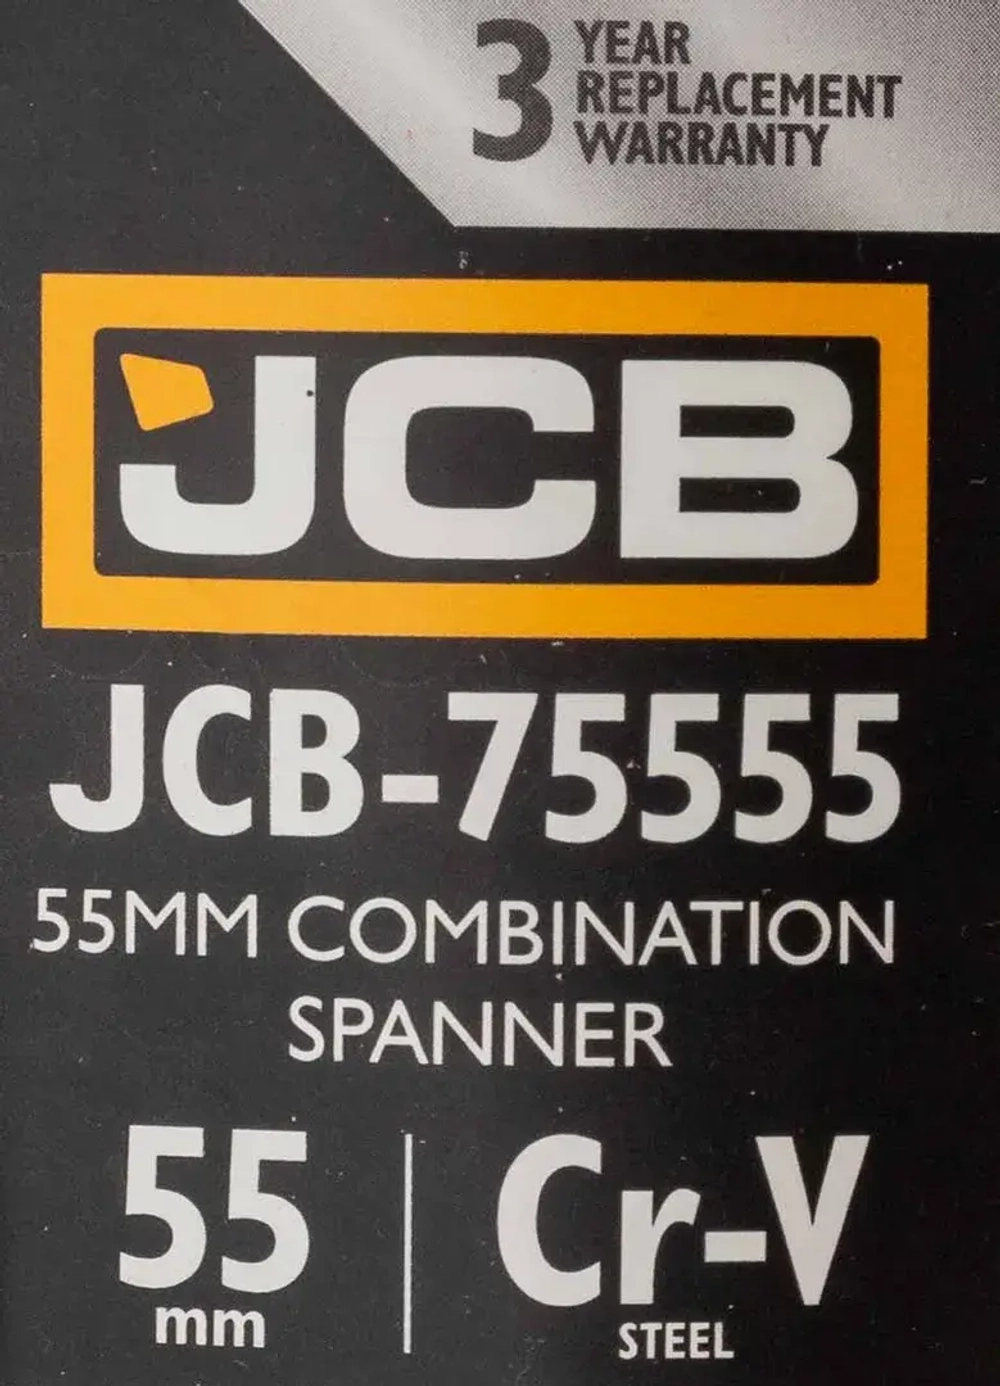 3 YEAR
REPLACEMENT
WARRANTY
JCB
JCB-75555
55MM COMBINATION
SPANNER
55 Cr-V
mm STEEL